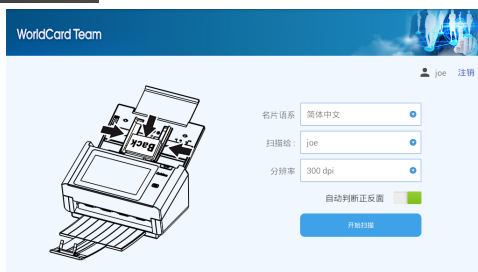 WorldCard Team
joe 注销
名片语系 简体中文
扫描给： joe
分辨率 300 dpi
自动判断正反面
开始扫描
Back